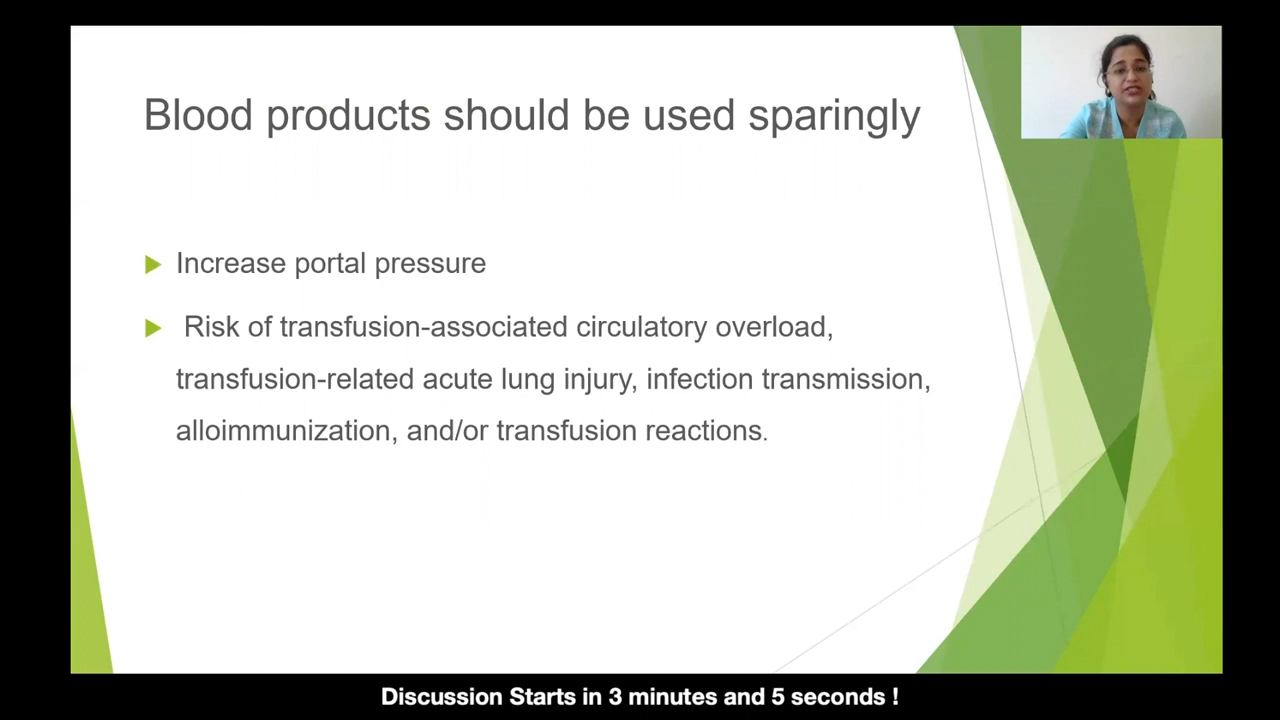 Blood products should be used sparingly
Increase portal pressure
Risk of transfusion-associated circulatory overload,
transfusion-related acute lung injury, infection transmission,
alloimmunization, and/or transfusion reactions.
Discussion Starts in 3 minutes and 5 seconds !